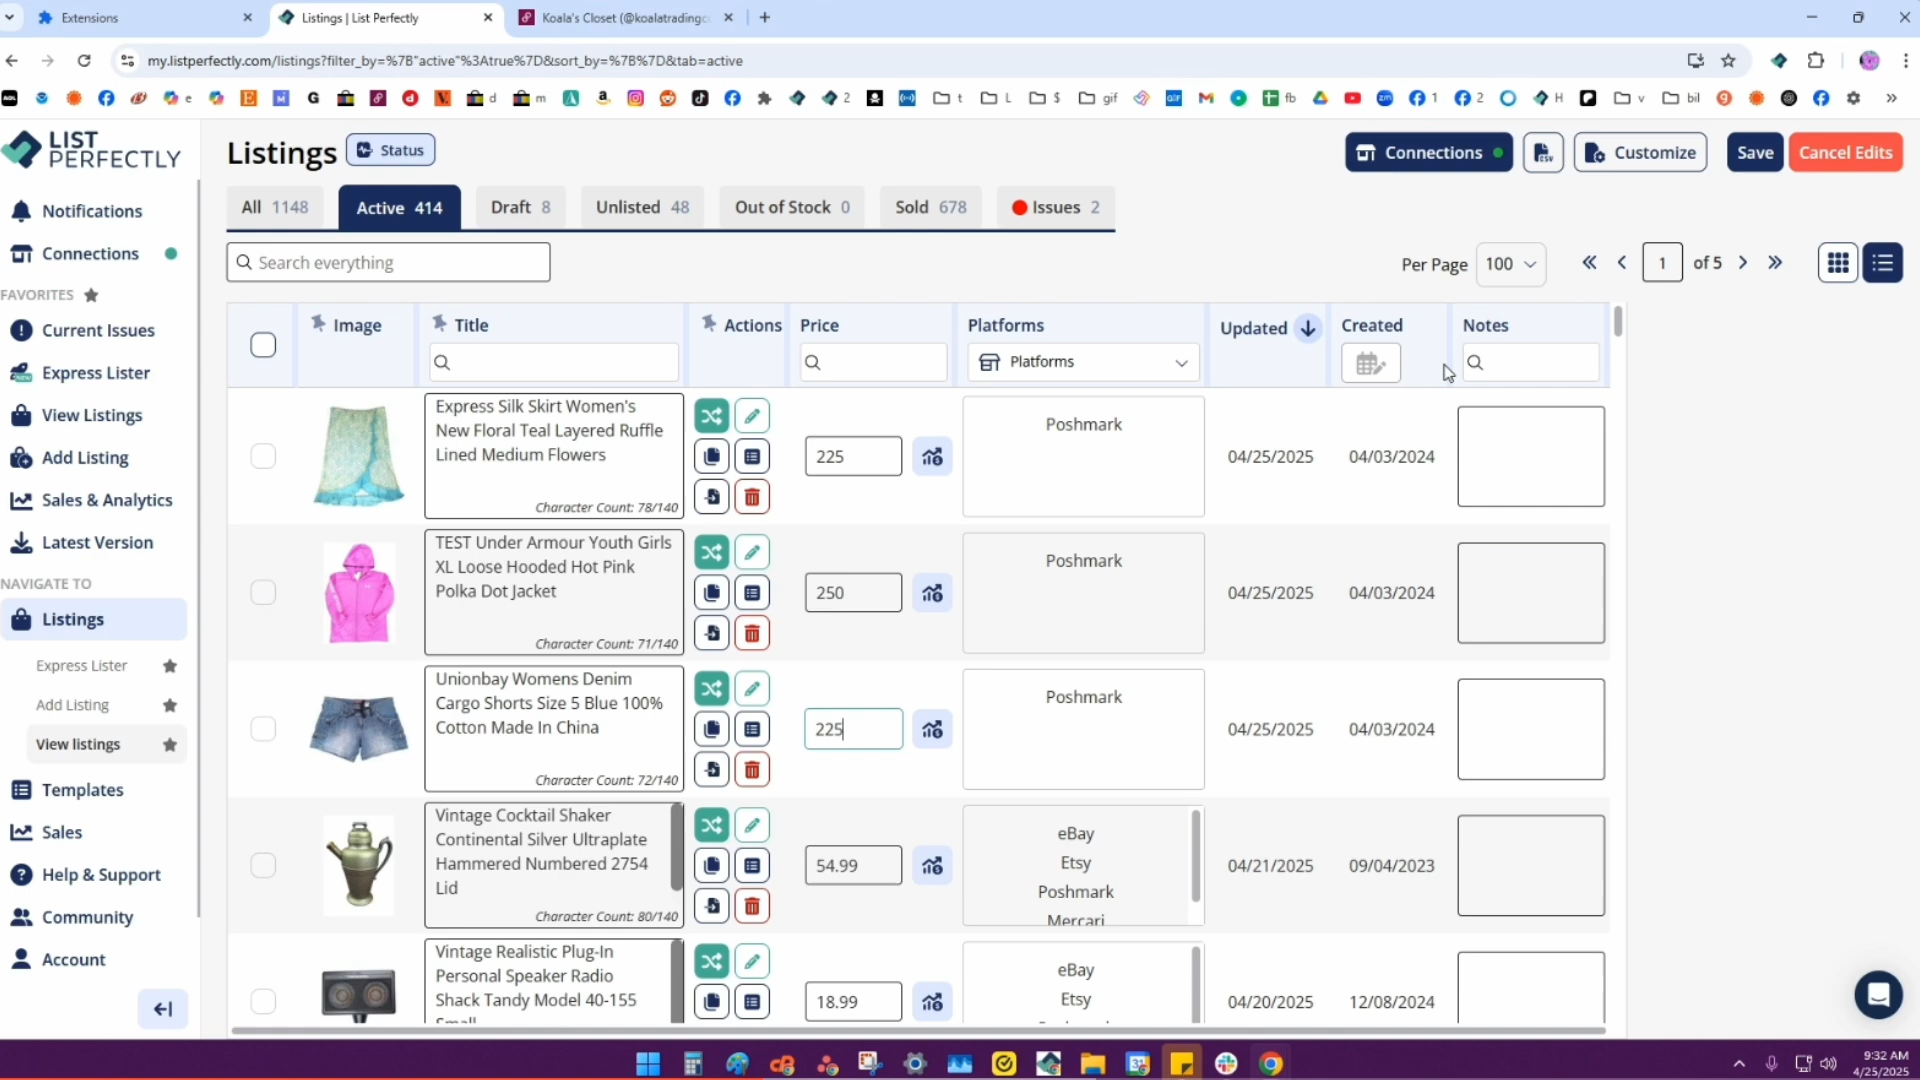 Extensions
Listings | List Perfectly
Koala's Closet (@koalatradingc
my.listperfectly.com/listings?filter_by=%7B"active"%3Atrue%7D&sort_by=%7B%7D&tab=active
e
G
d
m
2
t
L
$
gif
fb
1
2
H
v
bil
LIST
PERFECTLY
Listings
Status
Connections
CSV
Customize
Save
Cancel Edits
All 1148
Active 414
Draft 8
Unlisted 48
Out of Stock 0
Sold 678
Issues 2
Search everything
Per Page
100
1
of 5
Notifications
Connections
FAVORITES
Current Issues
Express Lister
View Listings
Add Listing
Sales & Analytics
Latest Version
NAVIGATE TO
Listings
Express Lister
Add Listing
View listings
Templates
Sales
Help & Support
Community
Account
Image
Title
Actions
Price
Platforms
Updated
Created
Notes
Platforms
Express Silk Skirt Women's
New Floral Teal Layered Ruffle
Lined Medium Flowers
Character Count: 78/140
225
Poshmark
04/25/2025
04/03/2024
TEST Under Armour Youth Girls
XL Loose Hooded Hot Pink
Polka Dot Jacket
Character Count: 71/140
250
Poshmark
04/25/2025
04/03/2024
Unionbay Womens Denim
Cargo Shorts Size 5 Blue 100%
Cotton Made In China
Character Count: 72/140
225
Poshmark
04/25/2025
04/03/2024
Vintage Cocktail Shaker
Continental Silver Ultraplate
Hammered Numbered 2754
Lid
Character Count: 80/140
54.99
eBay
Etsy
Poshmark
Mercari
04/21/2025
09/04/2023
Vintage Realistic Plug-In
Personal Speaker Radio
Shack Tandy Model 40-155
Small
18.99
eBay
Etsy
04/20/2025
12/08/2024
9:32 AM
4/25/2025